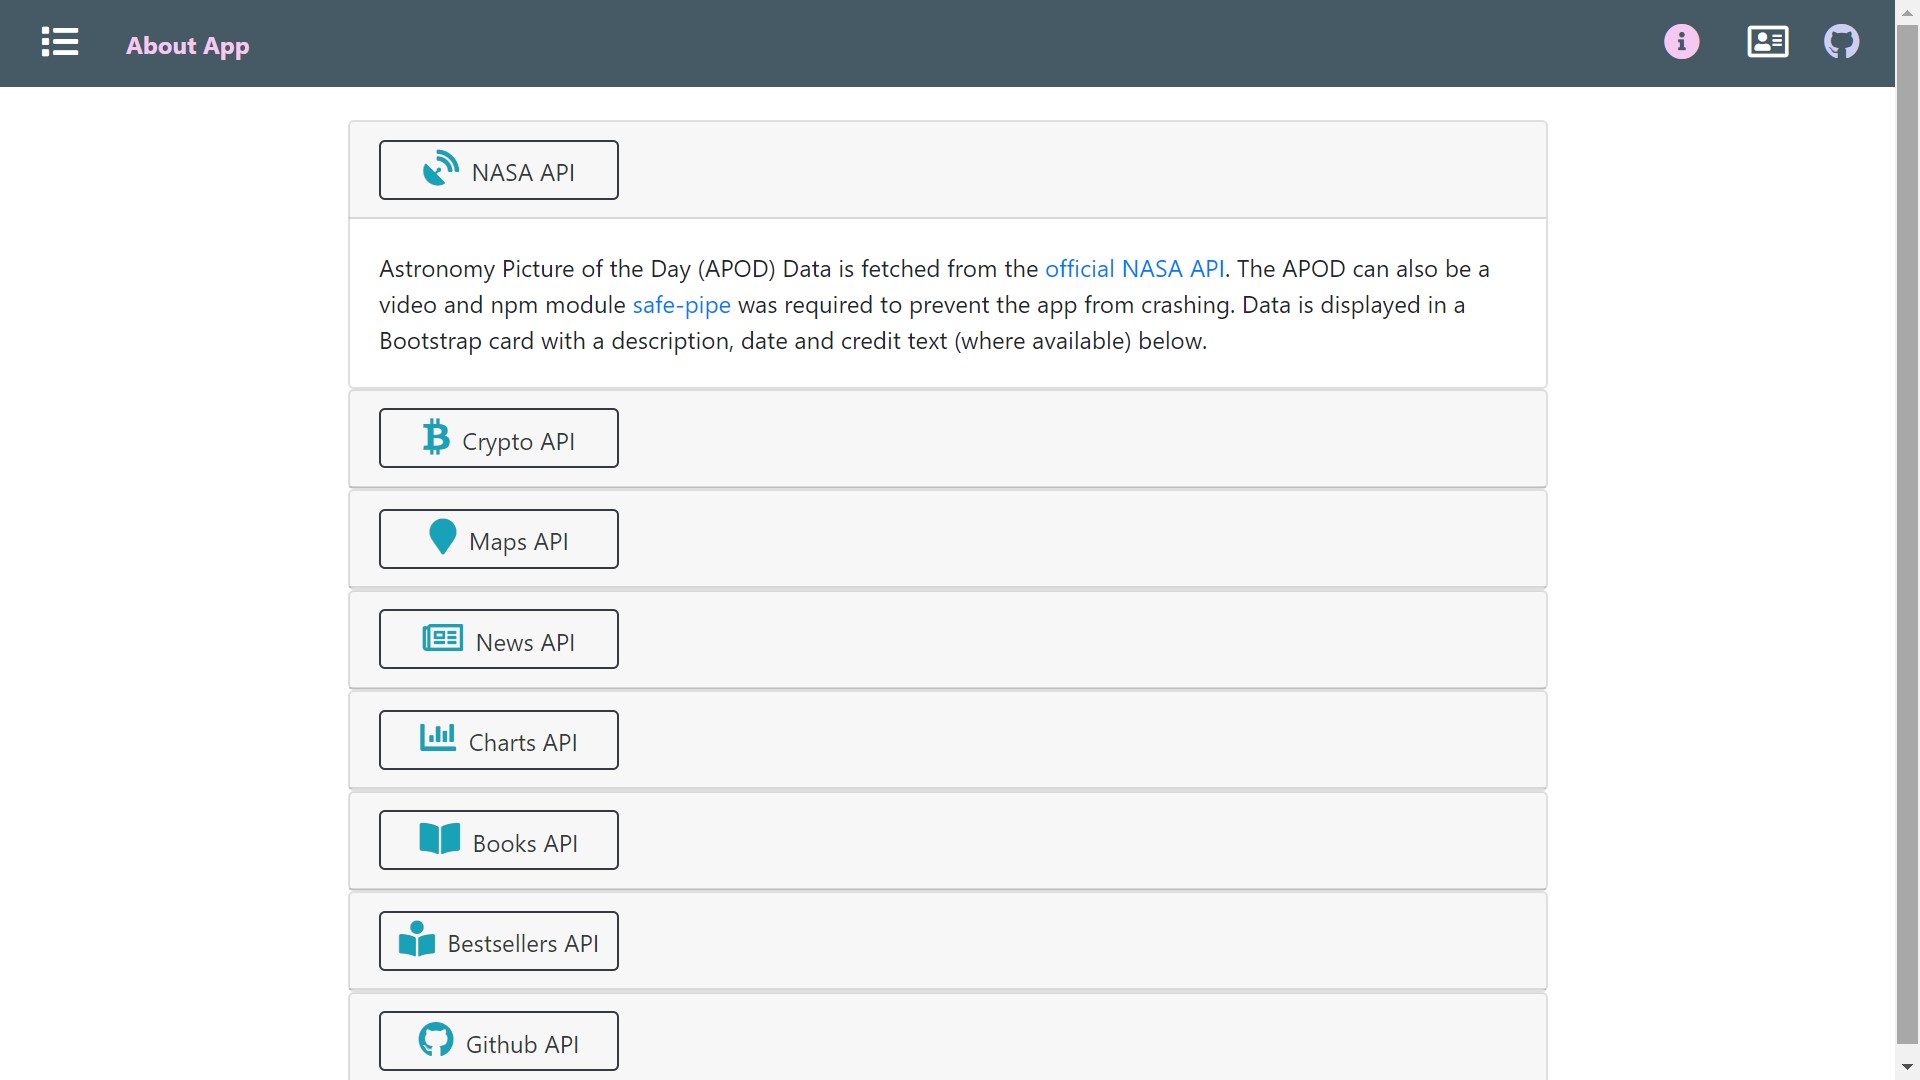 About App
NASA API
Astronomy Picture of the Day (APOD) Data is fetched from the official NASA API. The APOD can also be a
video and npm module safe-pipe was required to prevent the app from crashing. Data is displayed in a
Bootstrap card with a description, date and credit text (where available) below.
Crypto API
Maps API
News API
Charts API
Books API
Bestsellers API
Github API